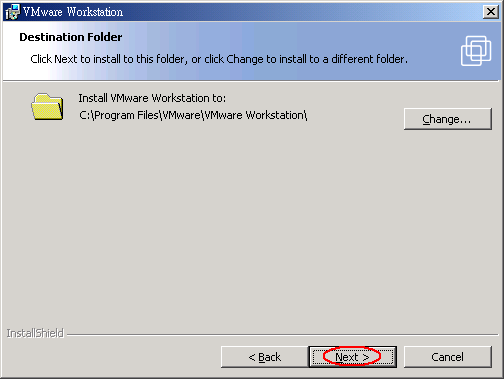 VMware Workstation
Destination Folder
Click Next to install to this folder, or click Change to install to a different folder.
Install VMware Workstation to:
C:\Program Files\VMware\VMware Workstation\
Change...
InstallShield
< Back
Next >
Cancel